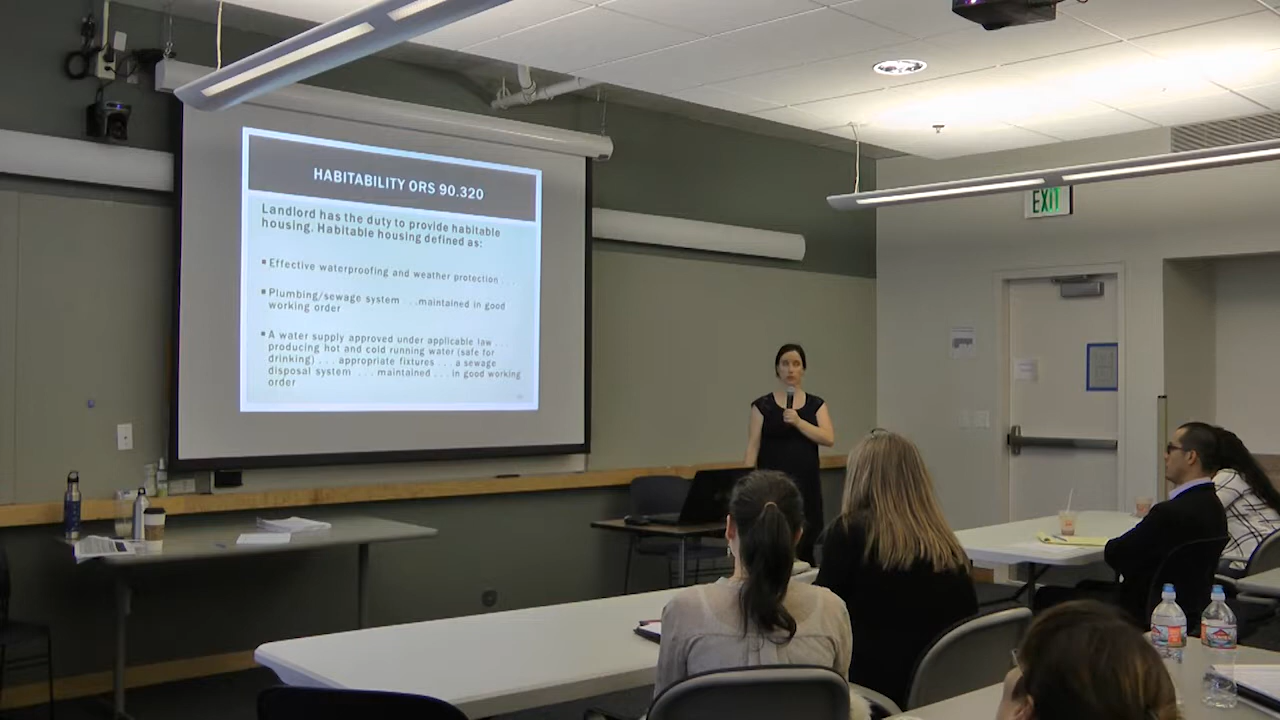 HABITABILITY ORS 90.320
Landlord has the duty to provide habitable
housing. Habitable housing defined as:
▪ Effective waterproofing and weather protection . . .
▪ Plumbing/sewage system . . .maintained in good
working order
▪ A water supply approved under applicable law . . .
producing hot and cold running water (safe for
drinking) . . . appropriate fixtures . . . a sewage
disposal system . . . maintained . . . in good working
order
EXIT